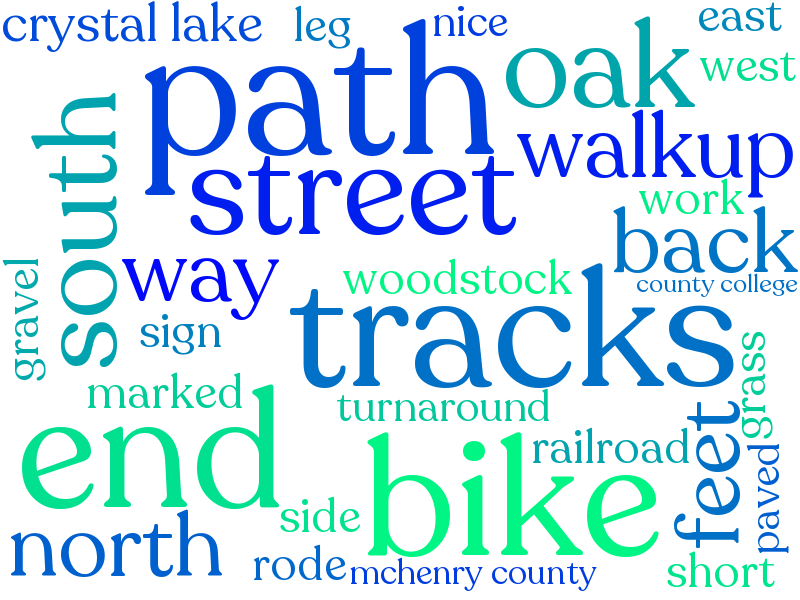 crystal lake
leg
nice
east
path
oak
west
south
street
walkup
work
back
way
woodstock
county college
gravel
sign
tracks
marked
turnaround
grass
end
bike
railroad
feet
paved
north
side
rode
mchenry county
short